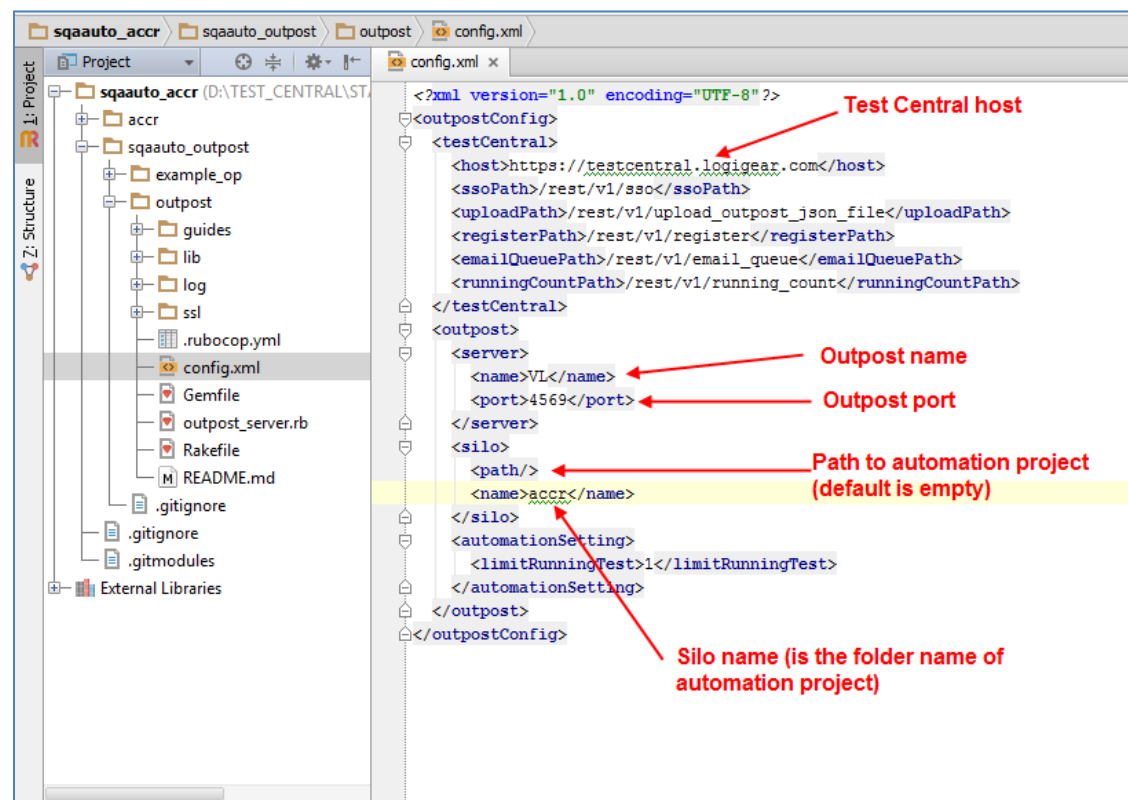 sqaauto_accr sqaauto_outpost outpost config.xml
1: Project
Z: Structure
Project
sqaauto_accr (D:\TEST_CENTRAL\STA
accr
sqaauto_outpost
example_op
outpost
guides
lib
log
ssl
.rubocop.yml
config.xml
Gemfile
outpost_server.rb
Rakefile
README.md
.gitignore
.gitignore
.gitmodules
External Libraries
config.xml
<?xml version="1.0" encoding="UTF-8"?>
<outpostConfig>
<testCentral>
<host>https://testcentral.logigear.com</host>
<ssoPath>/rest/v1/sso</ssoPath>
<uploadPath>/rest/v1/upload_outpost_json_file</uploadPath>
<registerPath>/rest/v1/register</registerPath>
<emailQueuePath>/rest/v1/email_queue</emailQueuePath>
<runningCountPath>/rest/v1/running_count</runningCountPath>
</testCentral>
<outpost>
<server>
<name>VL</name>
<port>4569</port>
</server>
<silo>
<path/>
<name>accr</name>
</silo>
<automationSetting>
<limitRunningTest>1</limitRunningTest>
</automationSetting>
</outpost>
</outpostConfig>
Test Central host
Outpost name
Outpost port
Path to automation project
(default is empty)
Silo name (is the folder name of
automation project)